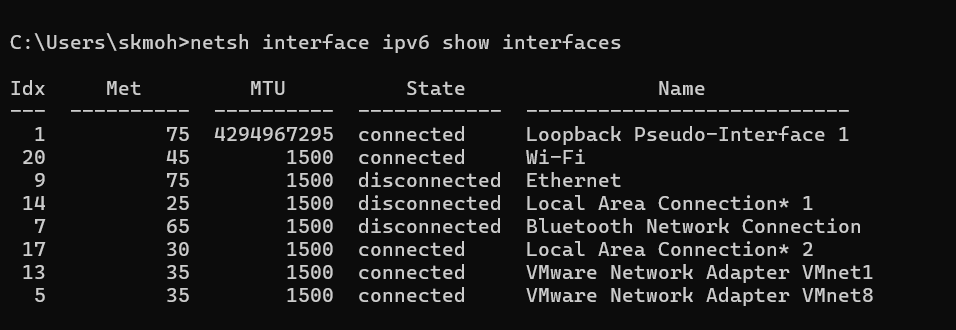 C:\Users\skmoh>netsh interface ipv6 show interfaces
Idx     Met         MTU          State                Name
---  ----------  ----------  ------------  ---------------------------
  1          75  4294967295  connected     Loopback Pseudo-Interface 1
 20          45        1500  connected     Wi-Fi
  9          75        1500  disconnected  Ethernet
 14          25        1500  disconnected  Local Area Connection* 1
  7          65        1500  disconnected  Bluetooth Network Connection
 17          30        1500  connected     Local Area Connection* 2
 13          35        1500  connected     VMware Network Adapter VMnet1
  5          35        1500  connected     VMware Network Adapter VMnet8